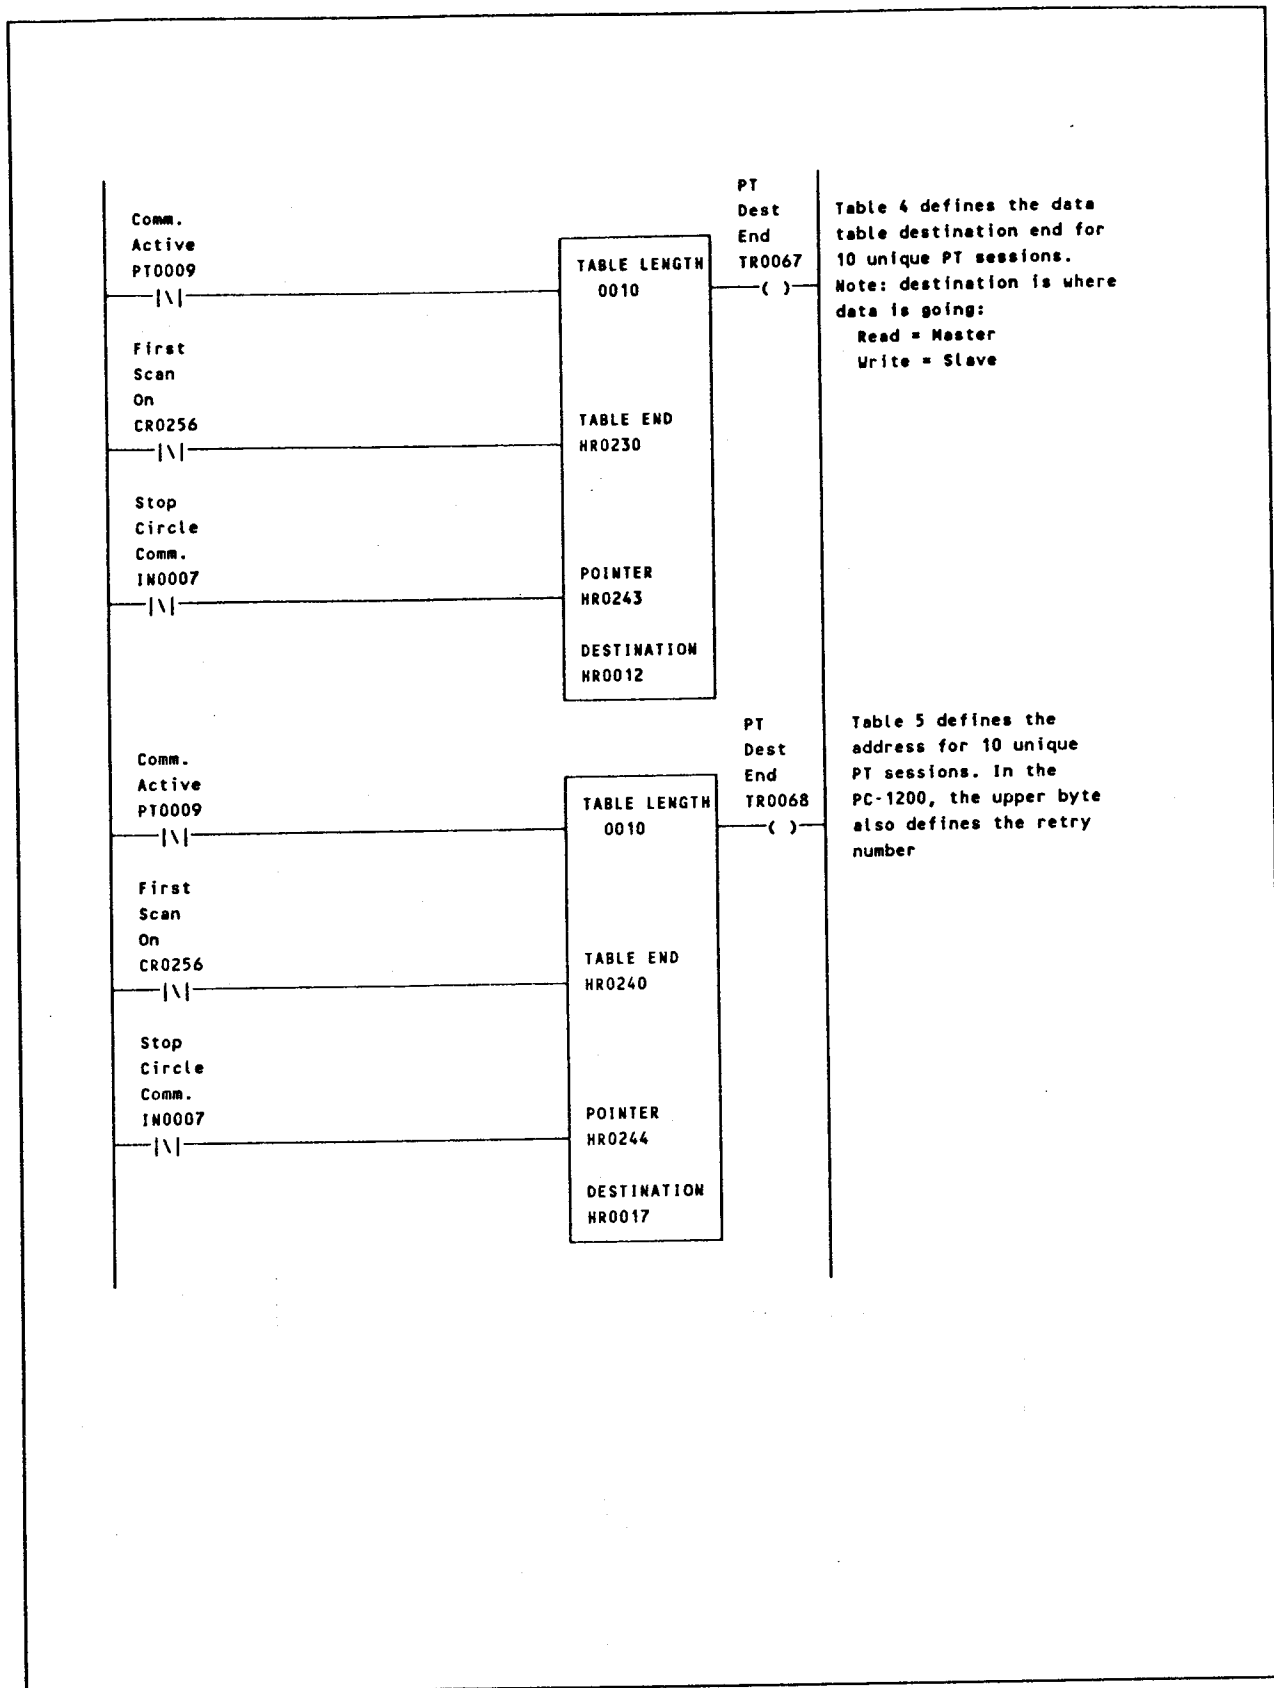 PT
Dest
End
TR0067
Comm.
Active
PT0009
TABLE LENGTH
0010
Table 4 defines the data
table destination end for
10 unique PT sessions.
Note: destination is where
data is going:
Read = Master
Write = Slave
First
Scan
On
CR0256
TABLE END
HR0230
Stop
Circle
Comm.
IN0007
POINTER
HR0243
DESTINATION
HR0012
PT
Dest
End
TR0068
Comm.
Active
PT0009
TABLE LENGTH
0010
Table 5 defines the
address for 10 unique
PT sessions. In the
PC-1200, the upper byte
also defines the retry
number
First
Scan
On
CR0256
TABLE END
HR0240
Stop
Circle
Comm.
IN0007
POINTER
HR0244
DESTINATION
HR0017